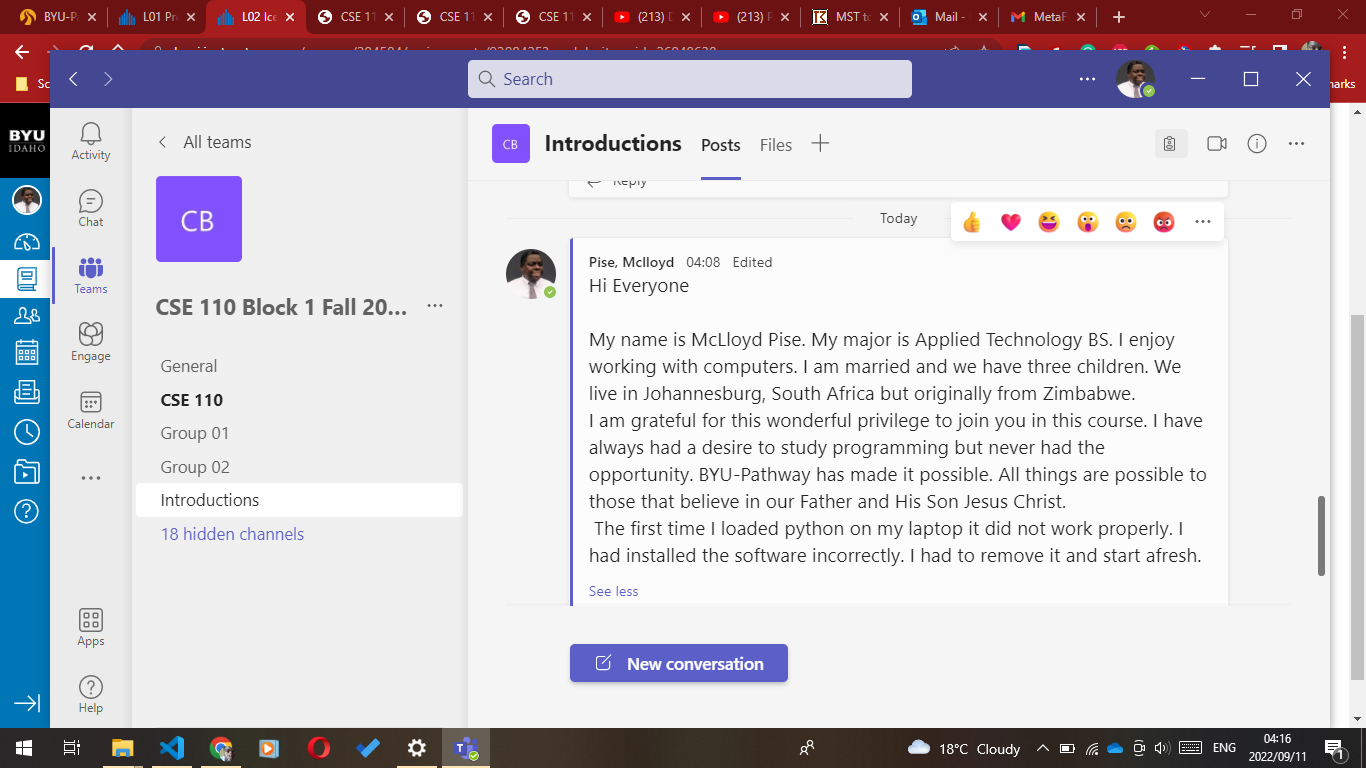 BYU-P
L01 Pr
L02 Ice
CSE 11
CSE 11
CSE 11
(213)
(213)
MST t
Mail -
MetaF
Sc
marks
Search
BYU
IDAHO
Activity
Chat
Teams
Engage
Calendar
Apps
Help
All teams
CB
CSE 110 Block 1 Fall 20...
General
CSE 110
Group 01
Group 02
Introductions
18 hidden channels
CB
Introductions
Posts
Files
Reply
Today
Pise, Mclloyd 04:08 Edited
Hi Everyone
My name is McLloyd Pise. My major is Applied Technology BS. I enjoy
working with computers. I am married and we have three children. We
live in Johannesburg, South Africa but originally from Zimbabwe.
I am grateful for this wonderful privilege to join you in this course. I have
always had a desire to study programming but never had the
opportunity. BYU-Pathway has made it possible. All things are possible to
those that believe in our Father and His Son Jesus Christ.
The first time I loaded python on my laptop it did not work properly. I
had installed the software incorrectly. I had to remove it and start afresh.
See less
New conversation
18°C Cloudy
ENG
04:16
2022/09/11
1